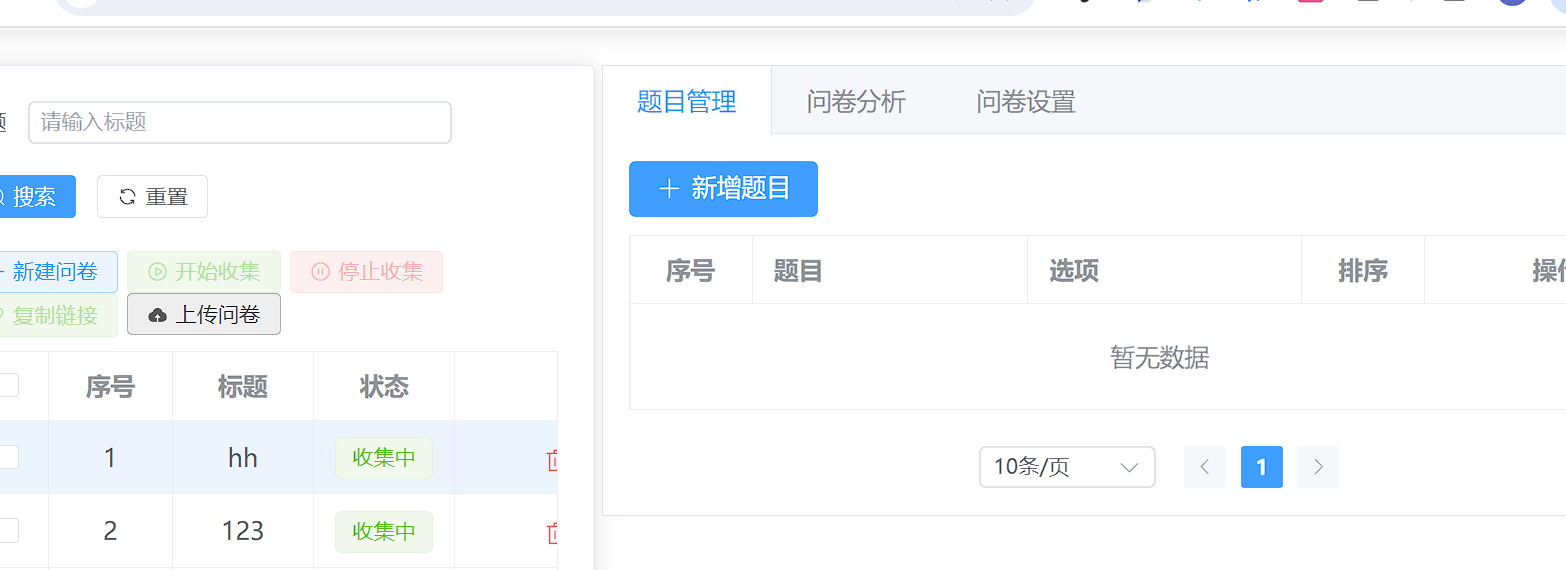 题目管理 问卷分析 问卷设置
请输入标题
搜索 重置
新增题目
新建问卷 开始收集 停止收集
复制链接 上传问卷
序号 题目 选项 排序
暂无数据
序号 标题 状态
1 hh 收集中
2 123 收集中
10条/页 1